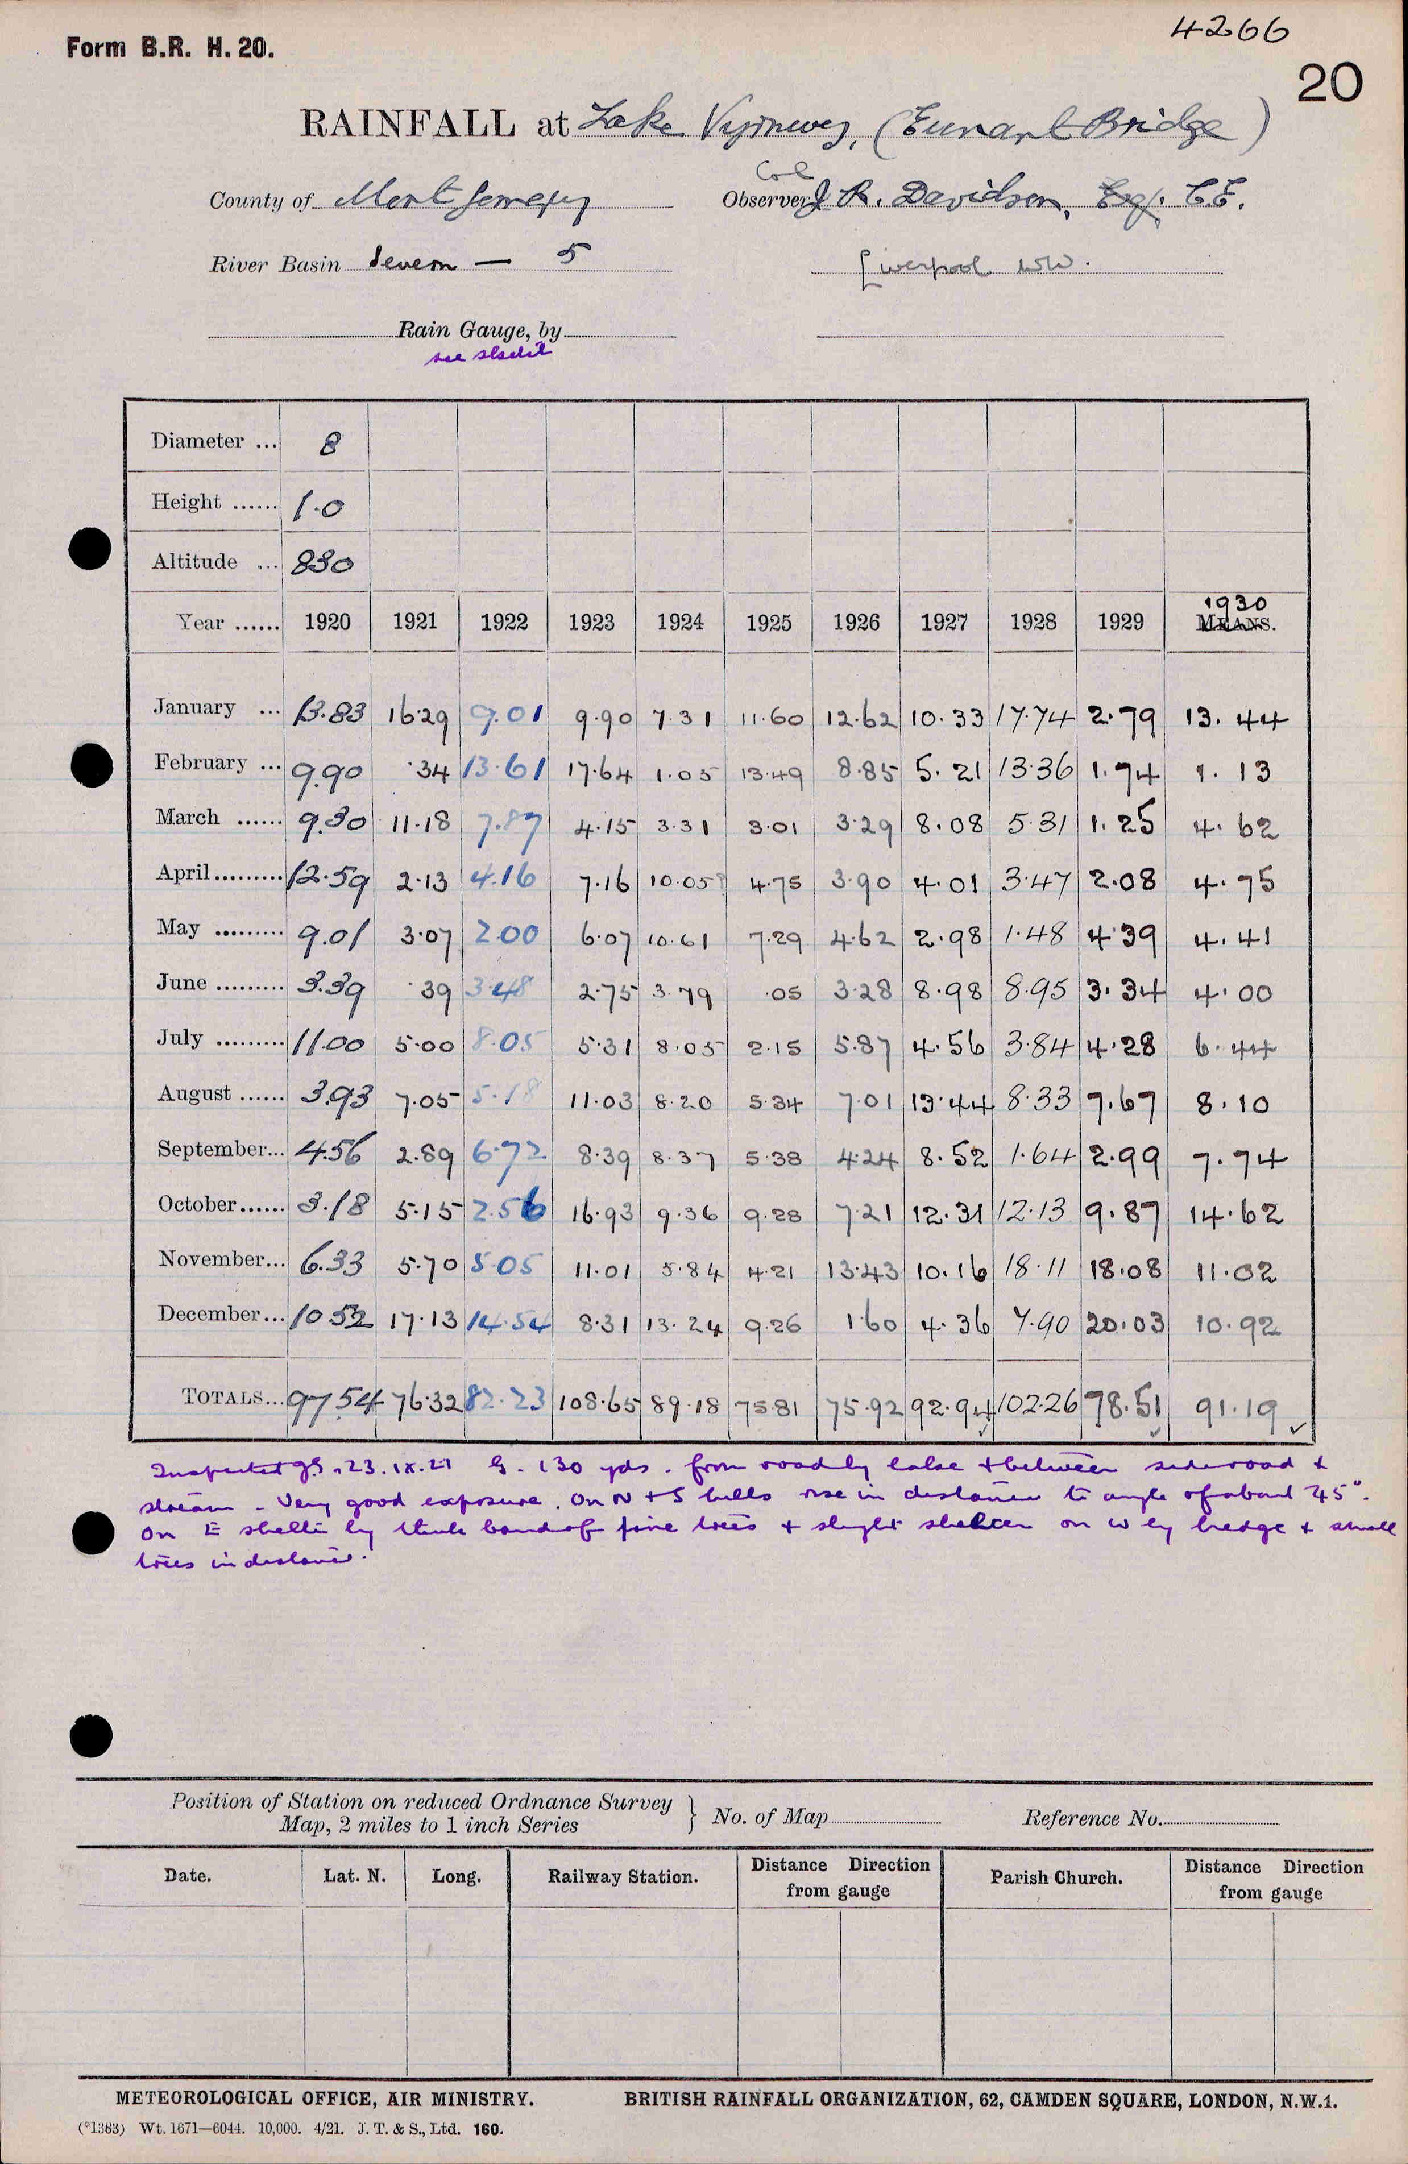 4266
Form B.R. H. 20.
20
RAINFALL at Lake Vyrnwy, (Eunant Bridge)
Col
County of Montgomery Observer J. R. Davidson, Esq. C.E.
River Basin Severn — 5 Liverpool WW.
Rain Gauge, by
see sketch
Diameter ... 8
Height ...... 1.0
Altitude ... 830
1930
Year ...... 1920 1921 1922 1923 1924 1925 1926 1927 1928 1929 MEANS.
January ... 13.83 16.29 9.01 9.90 7.31 11.60 12.62 10.33 17.74 2.79 13.44
February ... 9.90 .34 13.61 17.64 1.05 13.49 8.85 5.21 13.36 1.74 1.13
March ...... 9.30 11.18 7.87 4.15 3.31 3.01 3.29 8.08 5.31 1.25 4.62
April......... 12.59 2.13 4.16 7.16 10.05 4.75 3.90 4.01 3.47 2.08 4.75
May ......... 9.01 3.07 2.00 6.07 10.61 7.29 4.62 2.98 1.48 4.39 4.41
June ......... 3.39 .39 3.48 2.75 3.79 .05 3.28 8.98 8.95 3.34 4.00
July ......... 11.00 5.00 8.05 5.31 8.05 2.15 5.87 4.56 3.84 4.28 6.44
August ...... 3.93 7.05 5.18 11.03 8.20 5.34 7.01 13.44 8.33 7.67 8.10
September... 4.56 2.89 6.72 8.39 8.37 5.38 4.24 8.52 1.64 2.99 7.74
October...... 3.18 5.15 2.56 16.93 9.36 9.28 7.21 12.31 12.13 9.87 14.62
November... 6.33 5.70 5.05 11.01 5.84 4.21 13.43 10.16 18.11 18.08 11.02
December... 10.52 17.13 14.54 8.31 13.24 9.26 1.60 4.36 7.90 20.03 10.92
TOTALS... 97.54 76.32 82.23 108.65 89.18 75.81 75.92 92.94 102.26 78.51 91.19
Inspected 23.IX.21 G. 130 yds. from road by lake + between side road +
stream - Very good exposure. On N + S hills rise in distance to angle of about 45°.
On E shelter by thick band of pine trees + slight shelter on W by hedge + small
trees in distance.
Position of Station on reduced Ordnance Survey
Map, 2 miles to 1 inch Series } No. of Map Reference No.
Date. Lat. N. Long. Railway Station. Distance Direction from gauge Parish Church. Distance Direction from gauge
METEOROLOGICAL OFFICE, AIR MINISTRY. BRITISH RAINFALL ORGANIZATION, 62, CAMDEN SQUARE, LONDON, N.W.1.
(*1383) Wt. 1671—6044. 10,000. 4/21. J. T. & S., Ltd. 160.